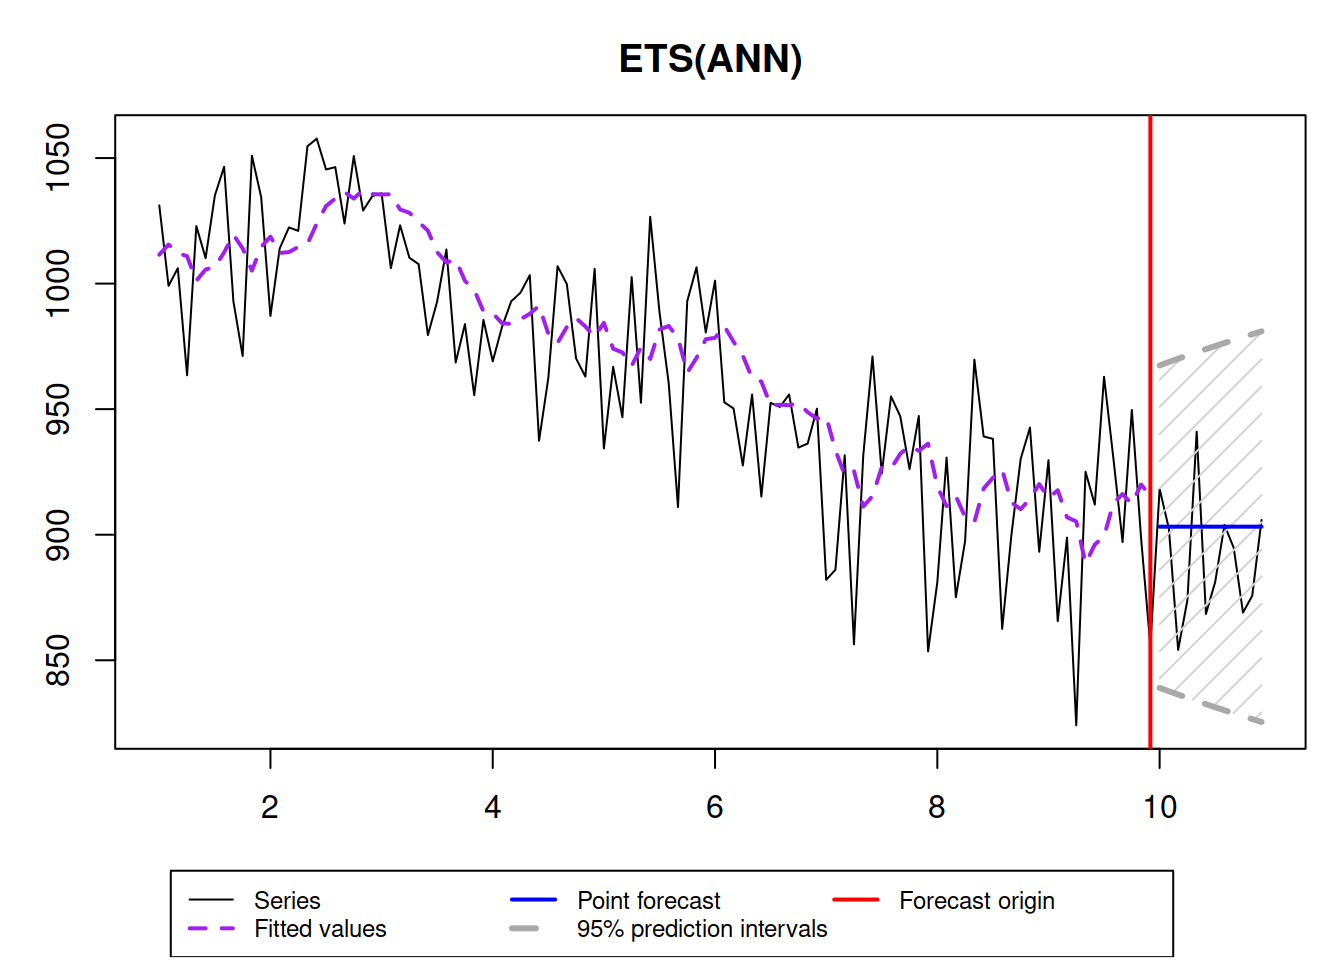 ETS(ANN)
1050
1000
950
900
850
2 4 6 8 10
Series Point forecast Forecast origin
Fitted values 95% prediction intervals